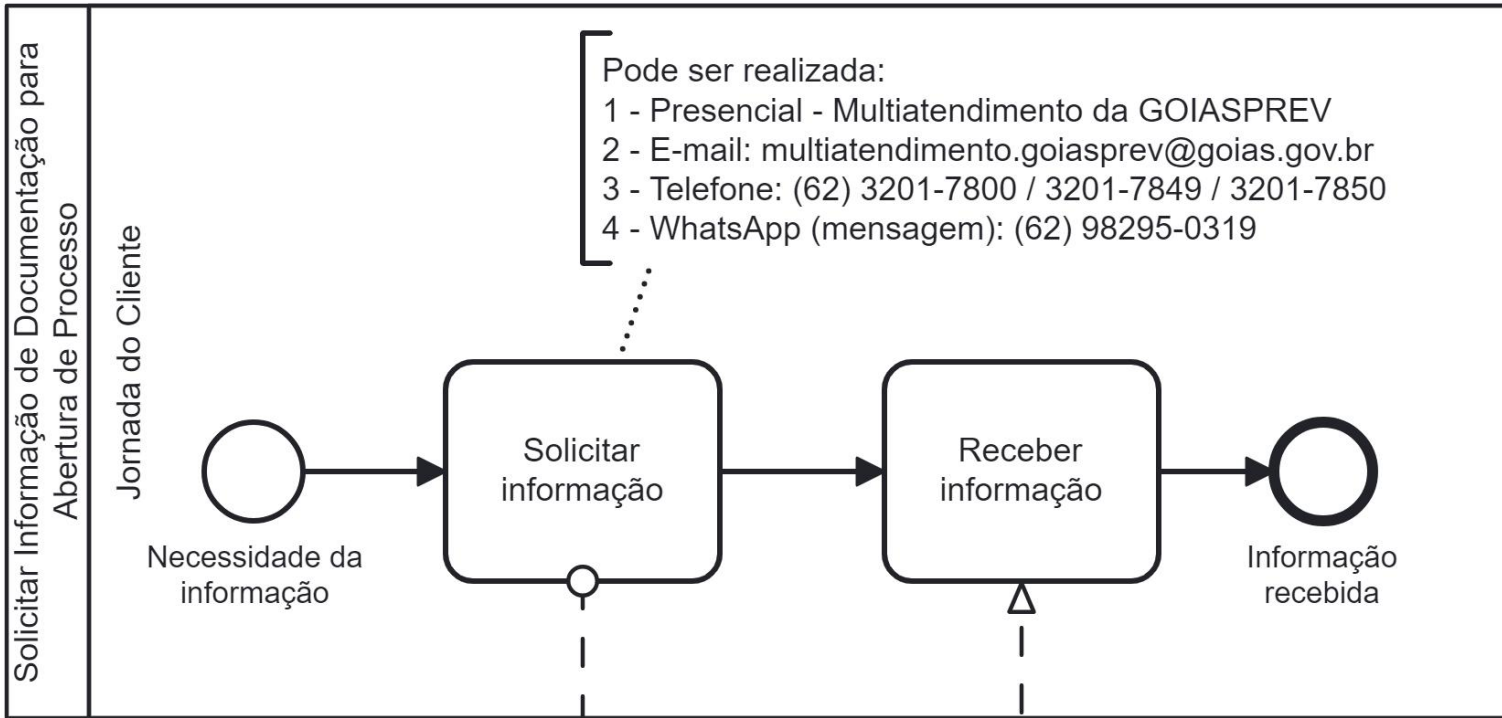 Solicitar Informação de Documentação para
Abertura de Processo
Jornada do Cliente
Pode ser realizada:
1 - Presencial - Multiatendimento da GOIASPREV
2 - E-mail: multiatendimento.goiasprev@goias.gov.br
3 - Telefone: (62) 3201-7800 / 3201-7849 / 3201-7850
4 - WhatsApp (mensagem): (62) 98295-0319
Necessidade da
informação
Solicitar
informação
Receber
informação
Informação
recebida